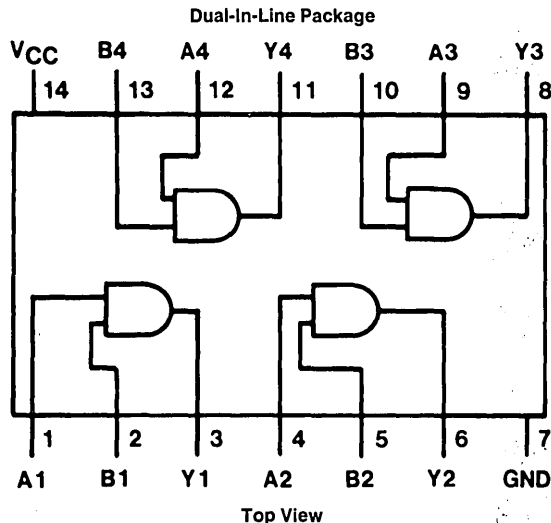 Dual-In-Line Package
VCC B4 A4 Y4 B3 A3 Y3
14 13 12 11 10 9 8
1 2 3 4 5 6 7
A1 B1 Y1 A2 B2 Y2 GND
Top View